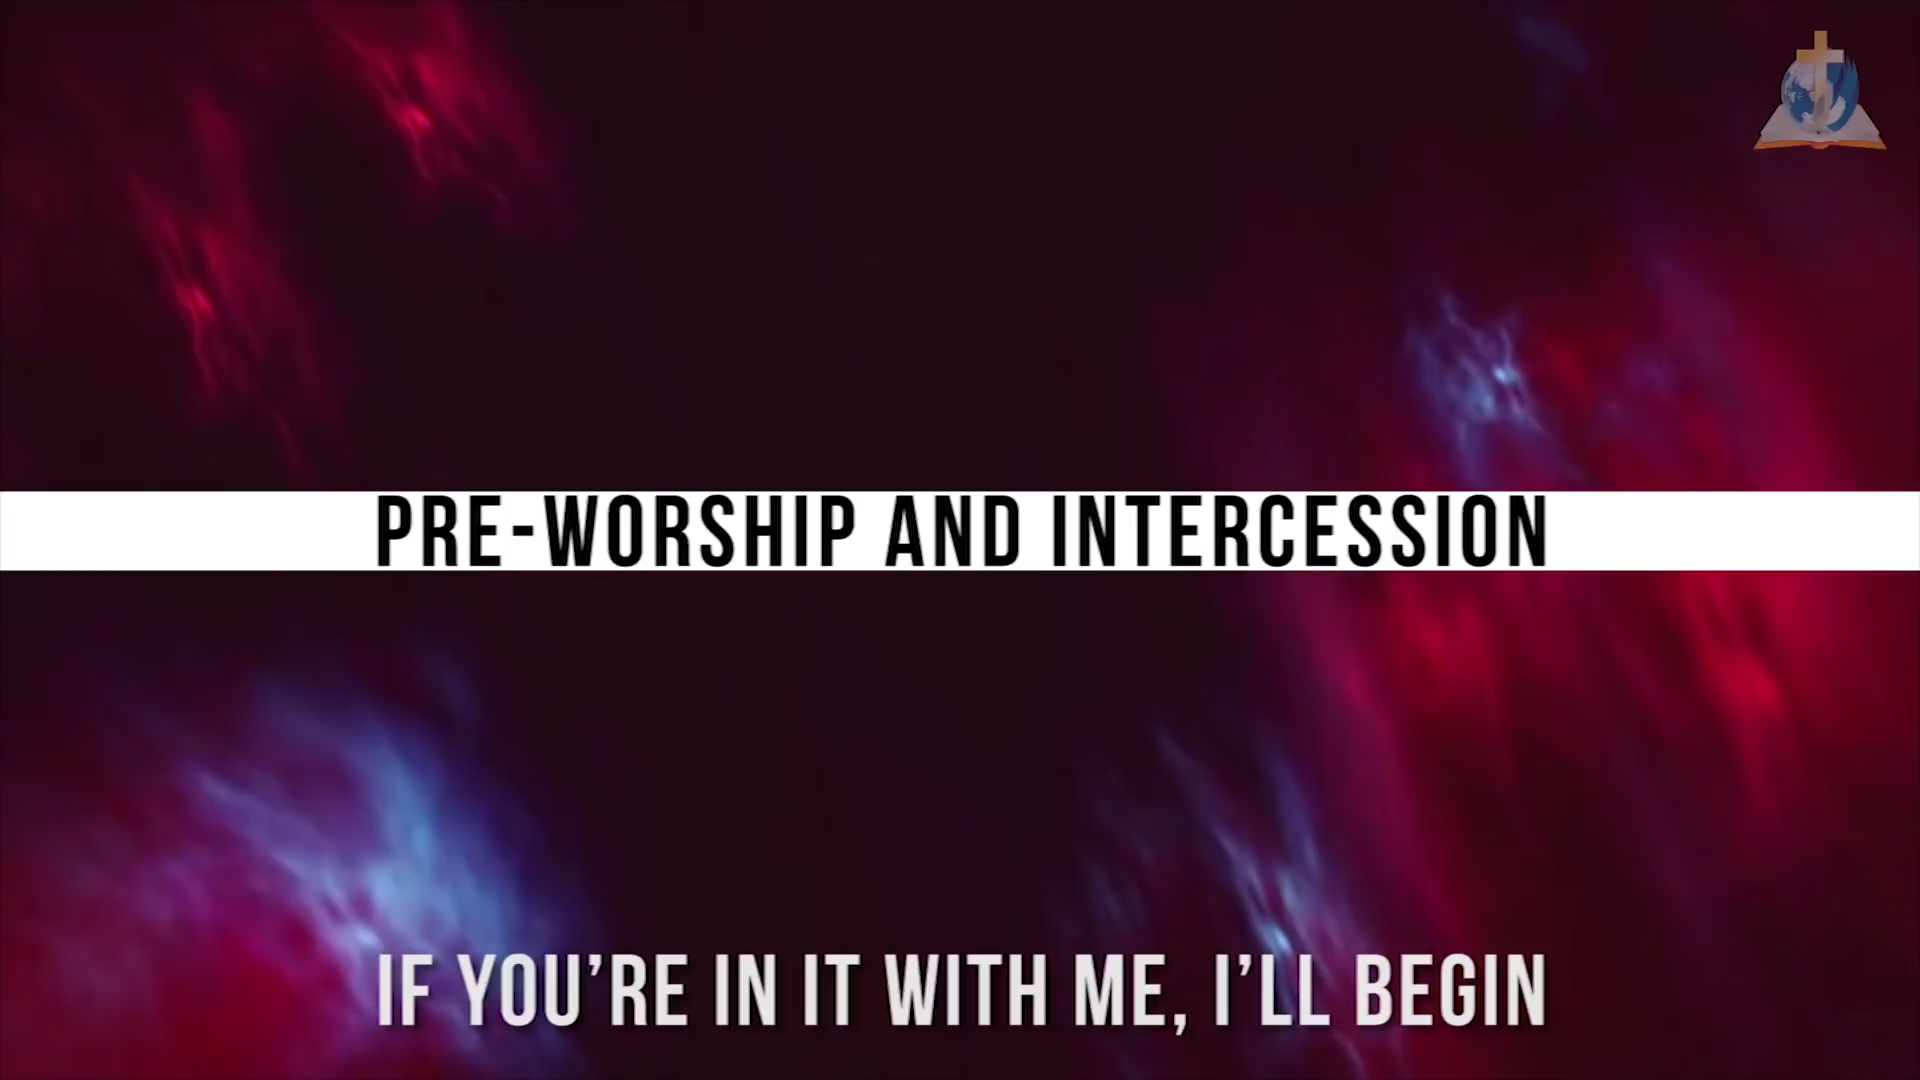 PRE-WORSHIP AND INTERCESSION
IF YOU’RE IN IT WITH ME, I’LL BEGIN